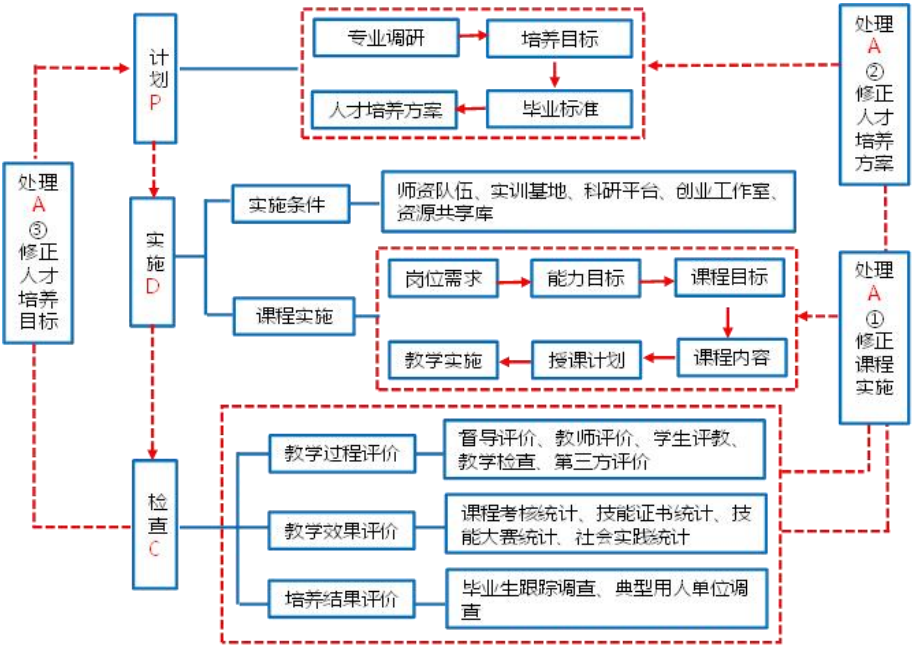 计划P
专业调研
培养目标
人才培养方案
毕业标准
处理
A
②
修正
人才
培养
方案
处理
A
③
修正
人才
培养
目标
实施D
实施条件
师资队伍、实训基地、科研平台、创业工作室、
资源共享库
课程实施
岗位需求
能力目标
课程目标
教学实施
授课计划
课程内容
处理
A
①
修正
课程
实施
检查C
教学过程评价
督导评价、教师评价、学生评教、
教学检查、第三方评价
教学效果评价
课程考核统计、技能证书统计、技
能大赛统计、社会实践统计
培养结果评价
毕业生跟踪调查、典型用人单位调
查